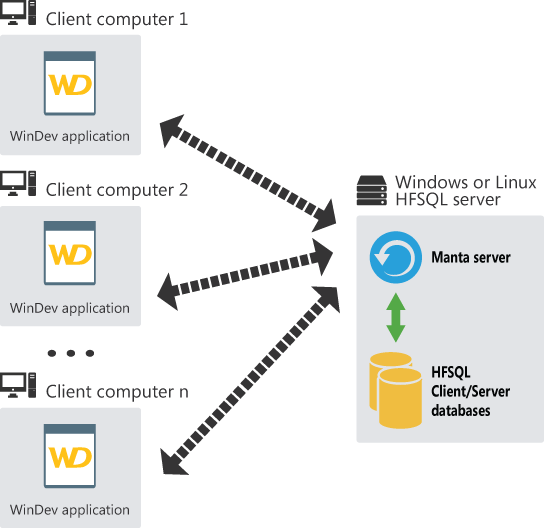 Client computer 1
WD
WinDev application
Client computer 2
WD
WinDev application
...
Client computer n
WD
WinDev application
Windows or Linux
HFSQL server
Manta server
HFSQL
Client/Server
databases